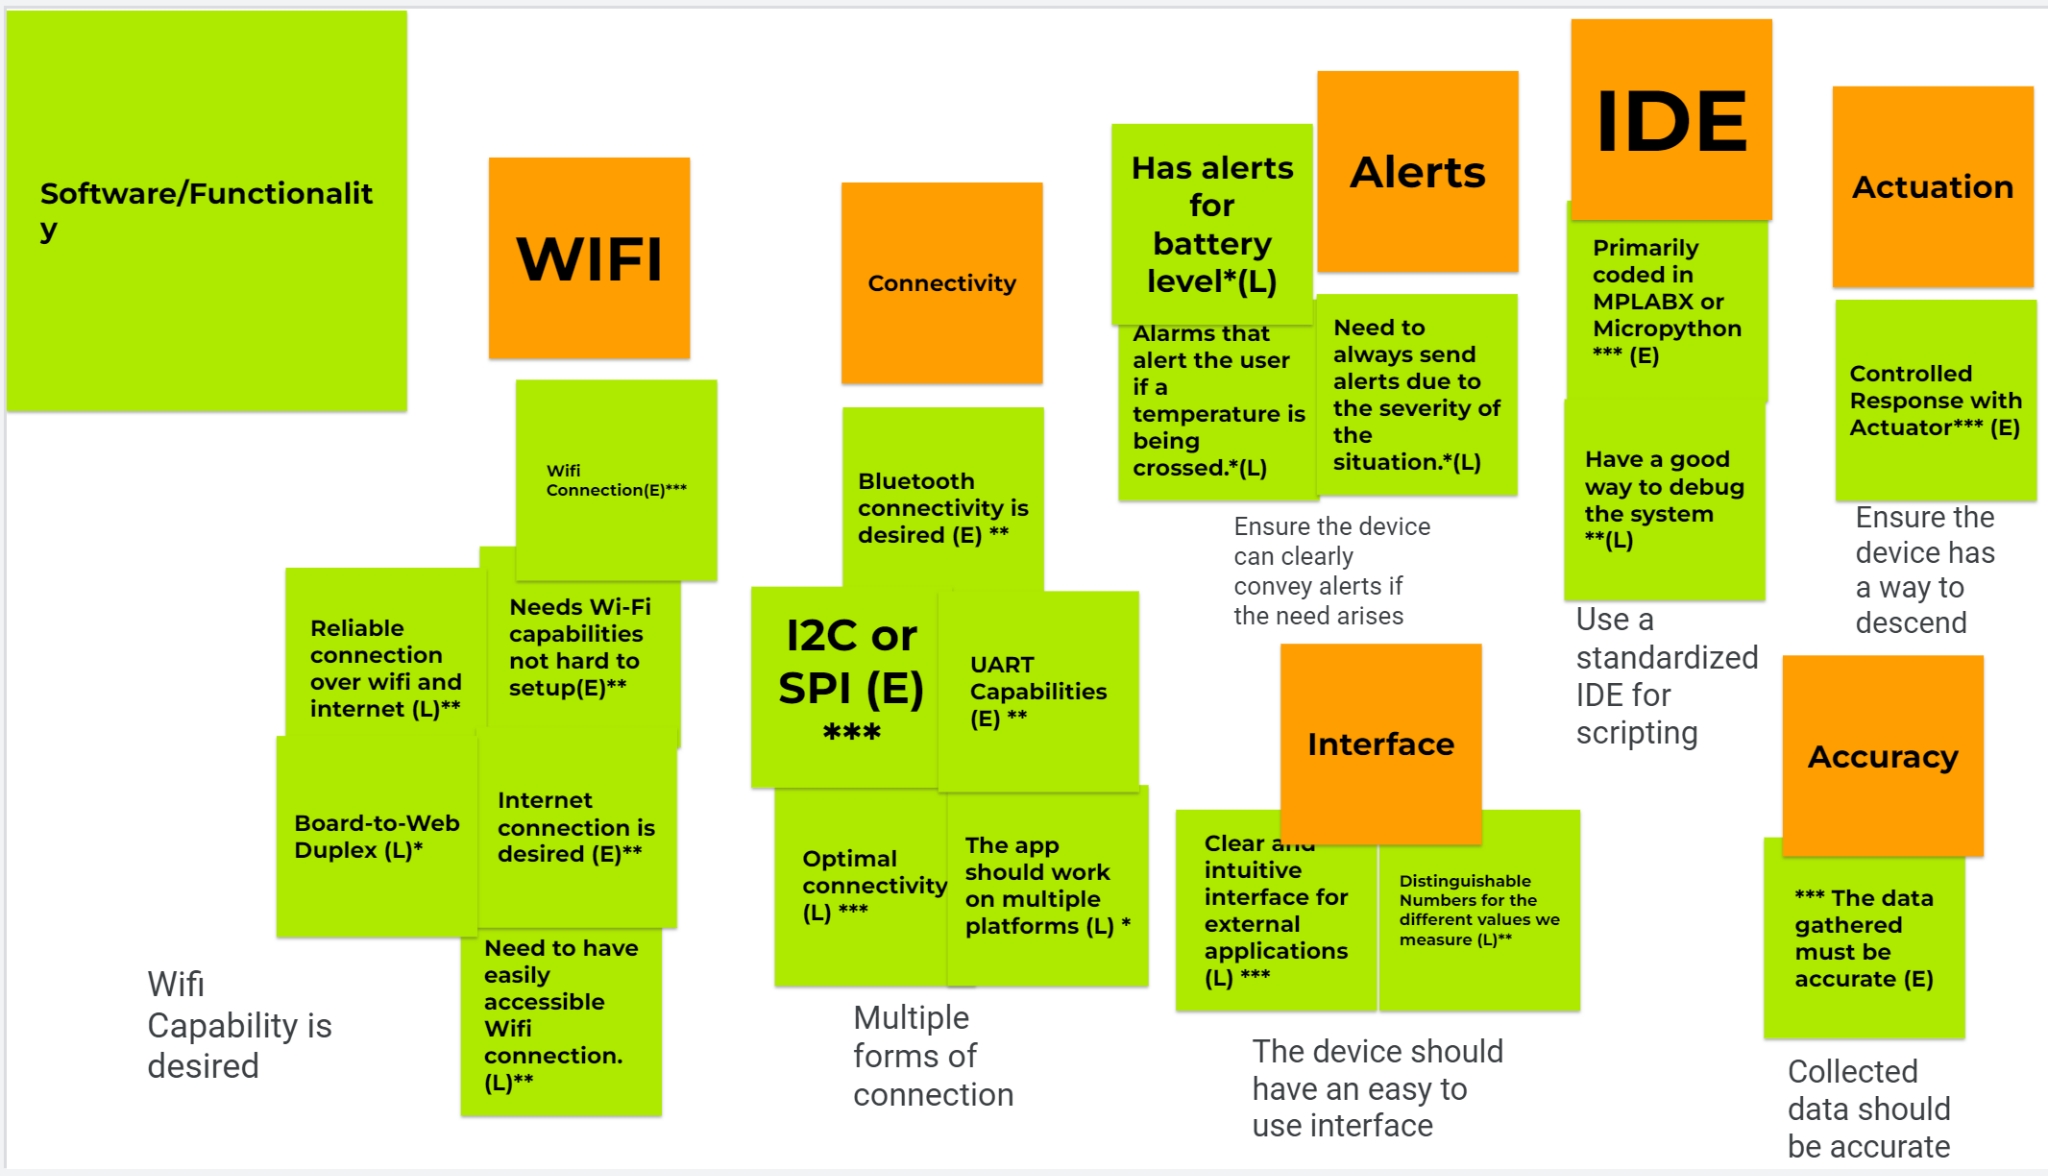 Software/Functionalit
y
WIFI
Wifi
Connection(E)***
Reliable
connection
over wifi and
internet (L)**
Needs Wi-Fi
capabilities
not hard to
setup(E)**
Board-to-Web
Duplex (L)*
Internet
connection is
desired (E)**
Need to have
easily
accessible
Wifi
connection.
(L)**
Wifi
Capability is
desired
Connectivity
Bluetooth
connectivity is
desired (E) **
I2C or
SPI (E)
***
UART
Capabilities
(E) **
Optimal
connectivity
(L) ***
The app
should work
on multiple
platforms (L) *
Multiple
forms of
connection
Has alerts
for
battery
level*(L)
Alerts
Alarms that
alert the user
if a
temperature is
being
crossed.*(L)
Need to
always send
alerts due to
the severity of
the
situation.*(L)
Ensure the device
can clearly
convey alerts if
the need arises
Interface
Clear and
intuitive
interface for
external
applications
(L) ***
Distinguishable
Numbers for the
different values we
measure (L)**
The device should
have an easy to
use interface
IDE
Primarily
coded in
MPLABX or
Micropython
*** (E)
Have a good
way to debug
the system
**(L)
Use a
standardized
IDE for
scripting
Actuation
Controlled
Response with
Actuator*** (E)
Ensure the
device has
a way to
descend
Accuracy
*** The data
gathered
must be
accurate (E)
Collected
data should
be accurate